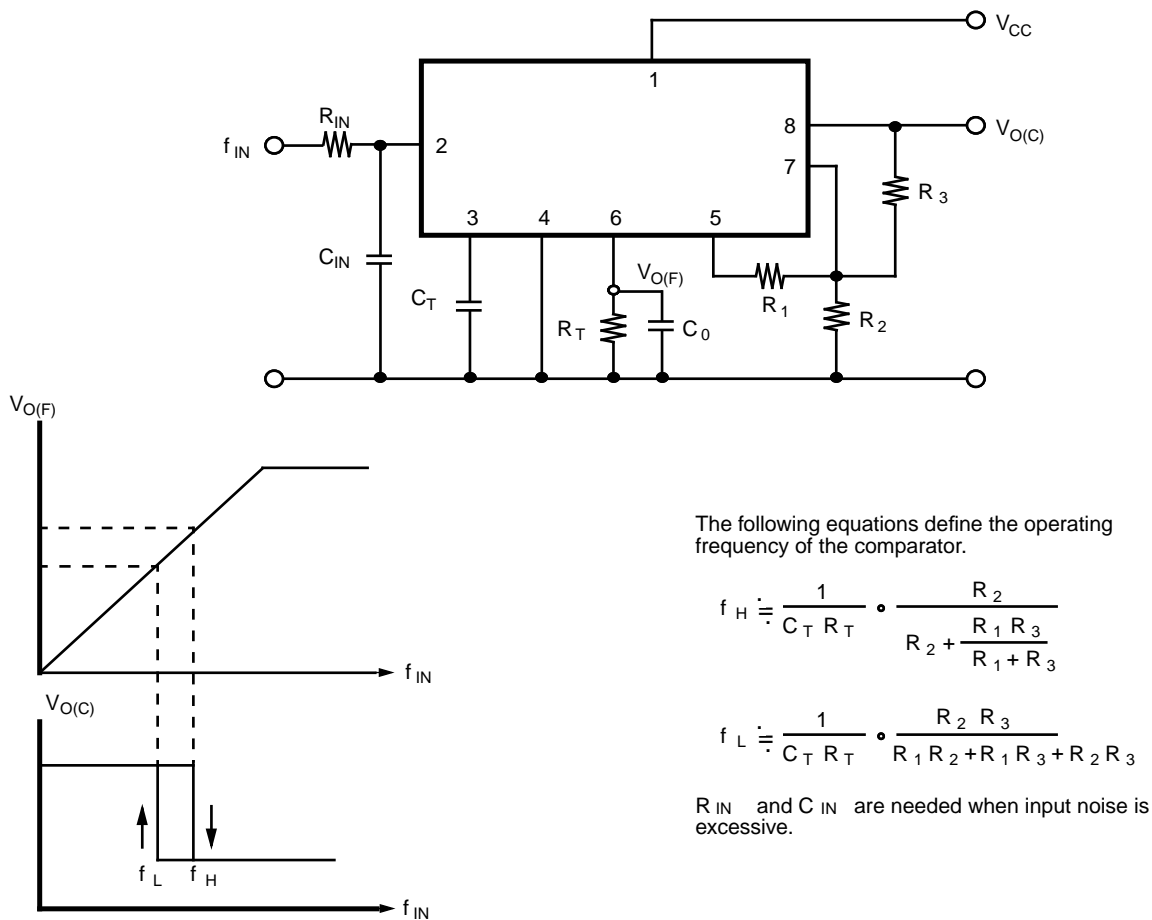 V_CC
1
R_IN
8
V_O(C)
f_IN
2
7
R_3
3
4
6
5
C_IN
V_O(F)
C_T
R_1
R_T
C_0
R_2
V_O(F)
f_IN
V_O(C)
f_L f_H
f_IN
The following equations define the operating
frequency of the comparator.
f_H ≒ 1 / (C_T R_T) ∘ R_2 / (R_2 + (R_1 R_3) / (R_1 + R_3))
f_L ≒ 1 / (C_T R_T) ∘ R_2 R_3 / (R_1 R_2 + R_1 R_3 + R_2 R_3)
R_IN and C_IN are needed when input noise is
excessive.